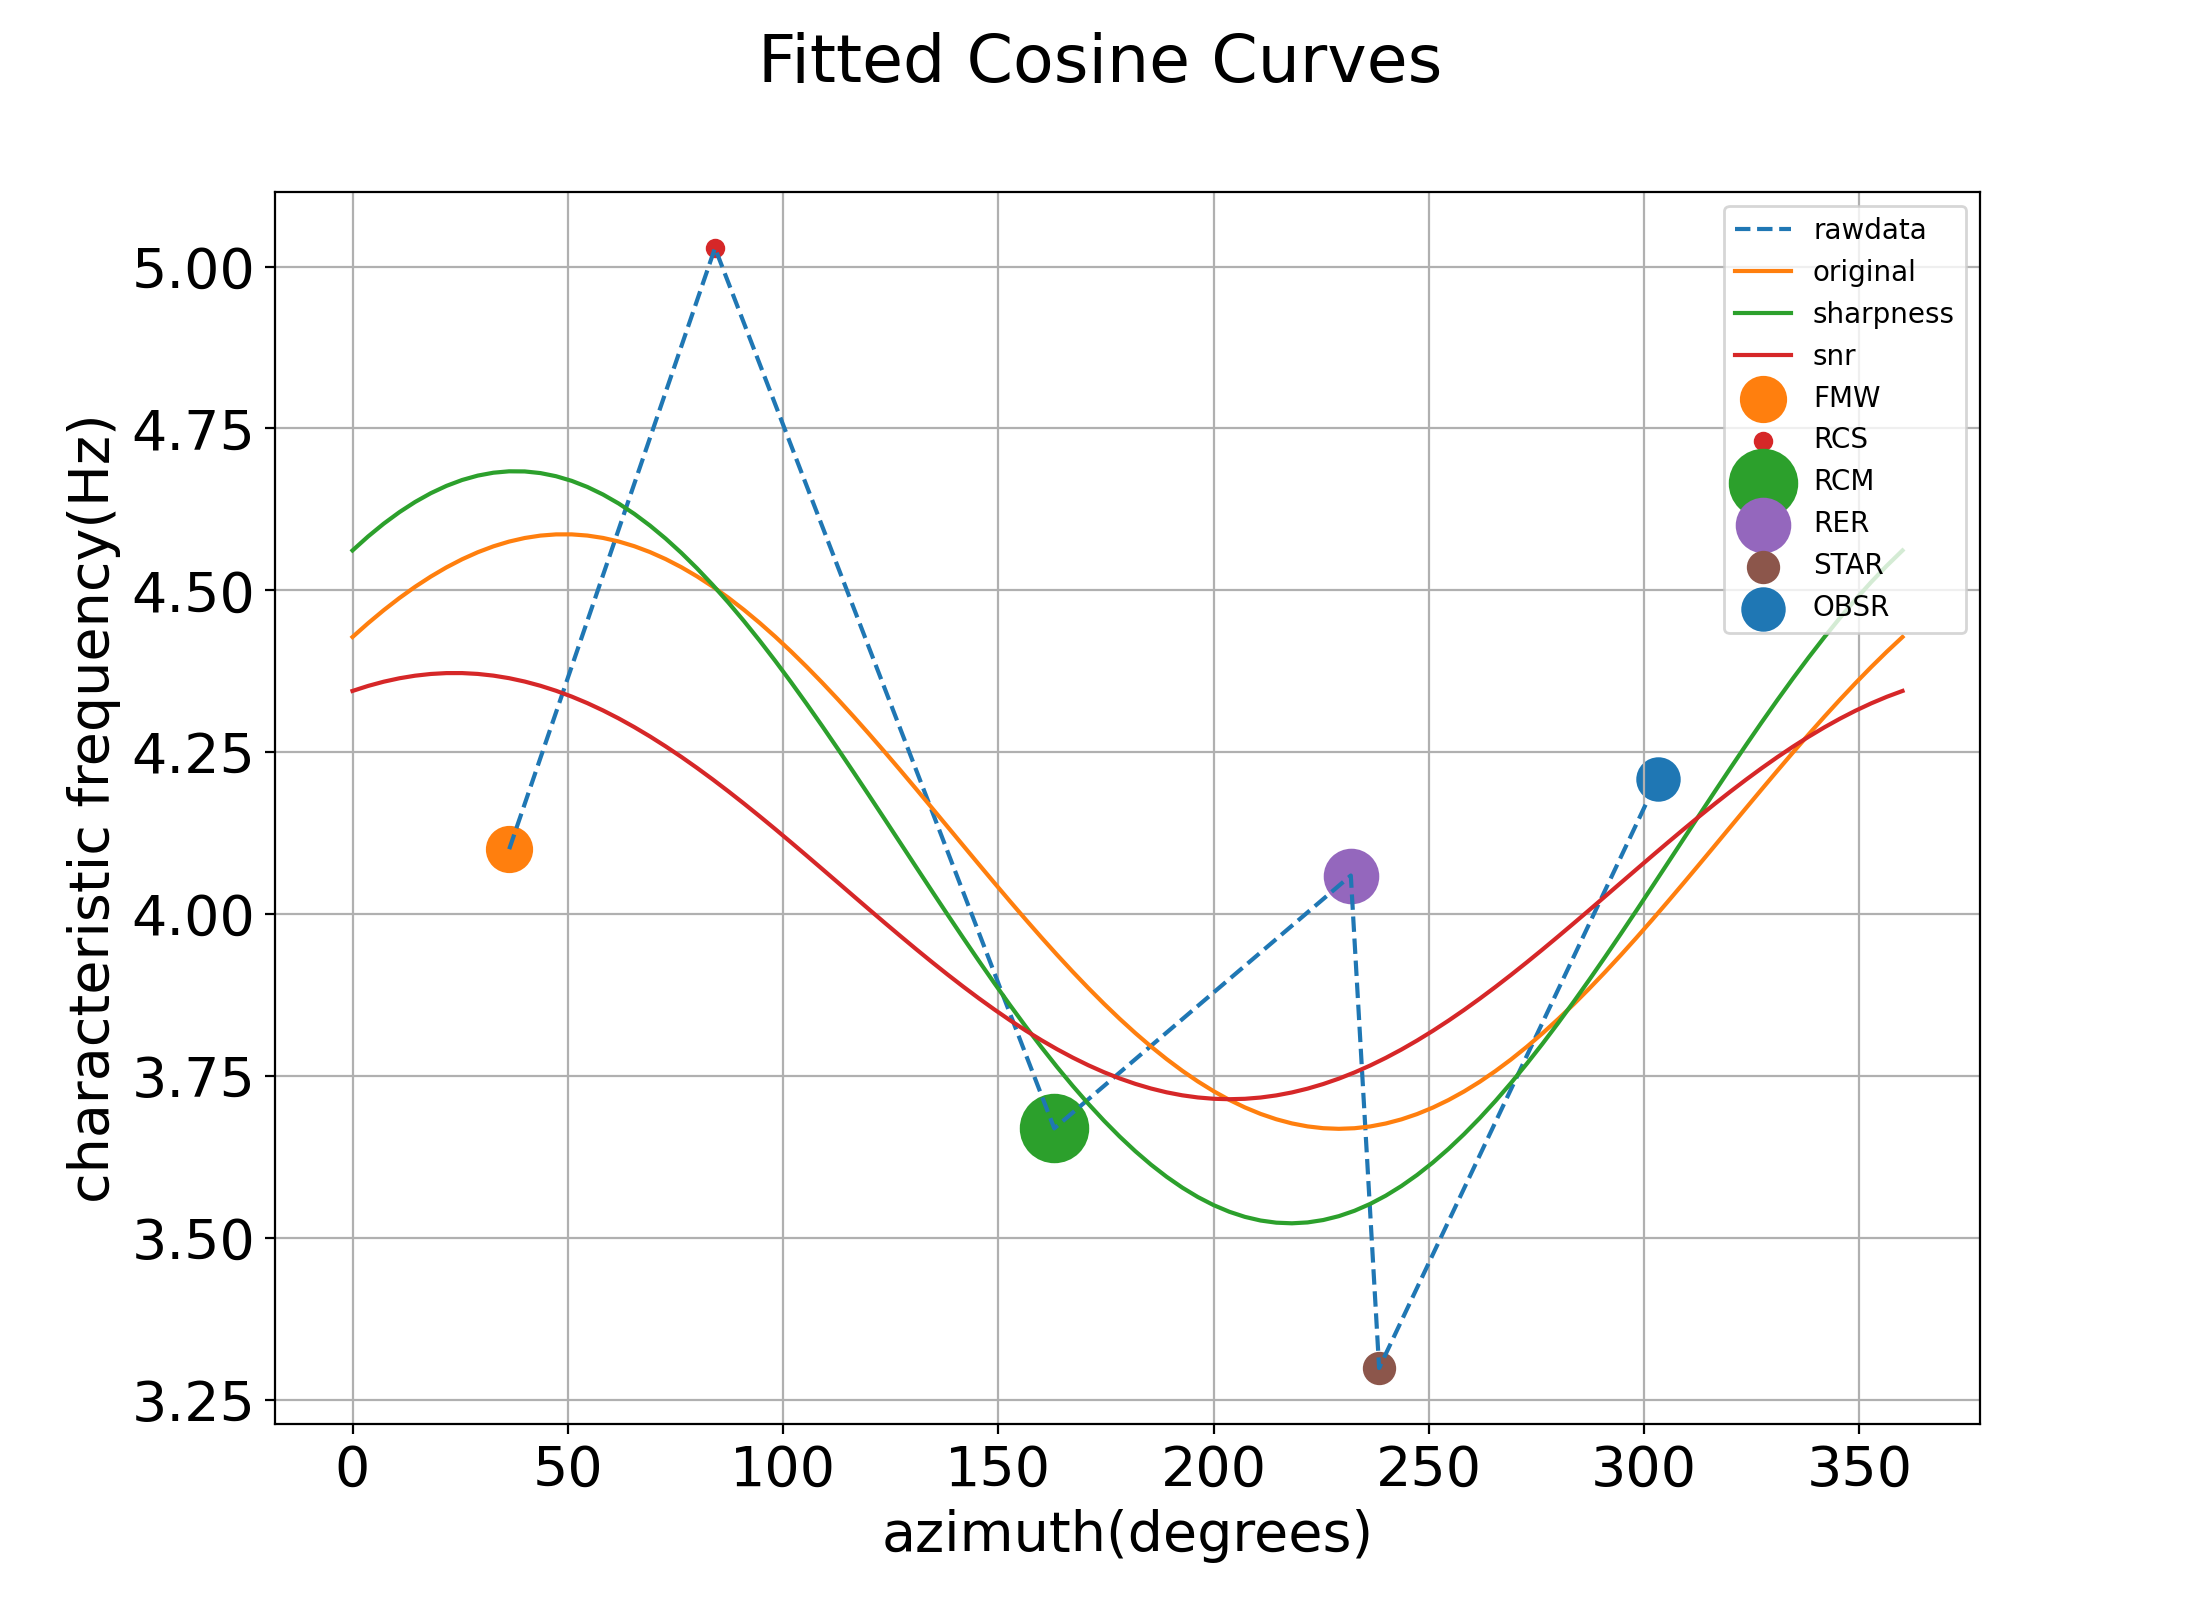 Fitted Cosine Curves
characteristic frequency(Hz)
5.00
4.75
4.50
4.25
4.00
3.75
3.50
3.25
rawdata
original
sharpness
snr
FMW
RCS
RCM
RER
STAR
OBSR
0 50 100 150 200 250 300 350
azimuth(degrees)